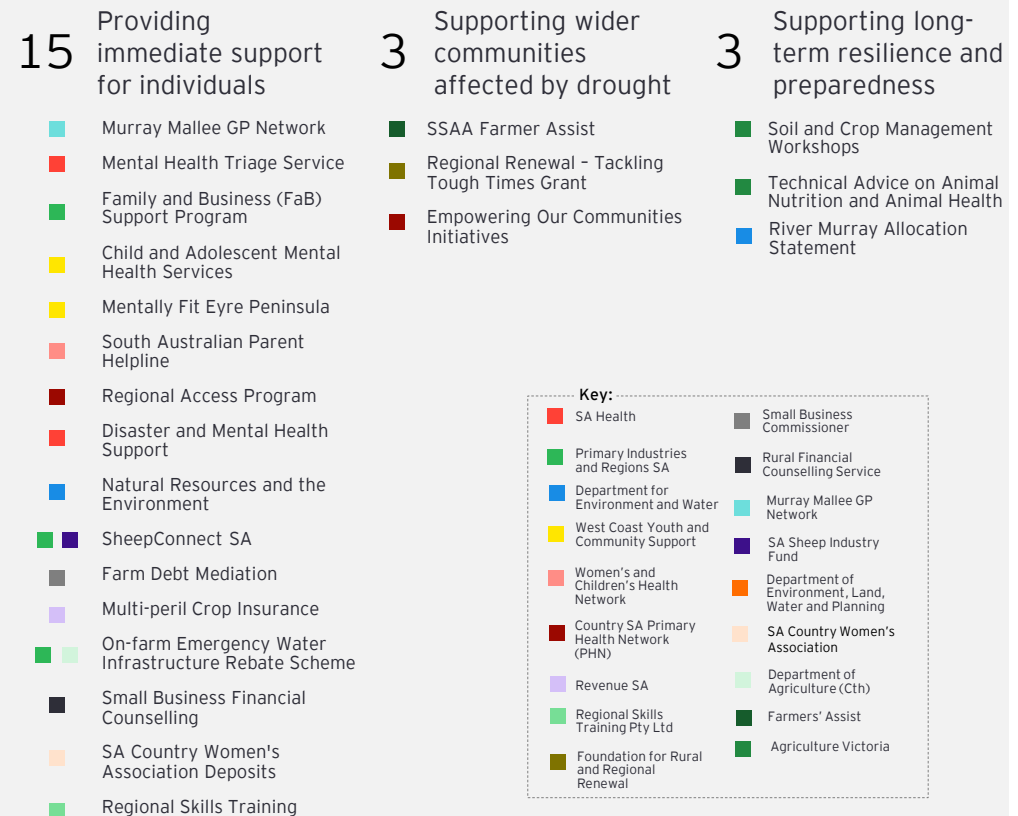 15
Providing
immediate support
for individuals
Murray Mallee GP Network
Mental Health Triage Service
Family and Business (FaB)
Support Program
Child and Adolescent Mental
Health Services
Mentally Fit Eyre Peninsula
South Australian Parent
Helpline
Regional Access Program
Disaster and Mental Health
Support
Natural Resources and the
Environment
SheepConnect SA
Farm Debt Mediation
Multi-peril Crop Insurance
On-farm Emergency Water
Infrastructure Rebate Scheme
Small Business Financial
Counselling
SA Country Women's
Association Deposits
Regional Skills Training
3
Supporting wider
communities
affected by drought
SSAA Farmer Assist
Regional Renewal – Tackling
Tough Times Grant
Empowering Our Communities
Initiatives
3
Supporting long-
term resilience and
preparedness
Soil and Crop Management
Workshops
Technical Advice on Animal
Nutrition and Animal Health
River Murray Allocation
Statement
Key:
SA Health
Primary Industries
and Regions SA
Department for
Environment and Water
West Coast Youth and
Community Support
Women's and
Children's Health
Network
Country SA Primary
Health Network
(PHN)
Revenue SA
Regional Skills
Training Pty Ltd
Foundation for Rural
and Regional
Renewal
Small Business
Commissioner
Rural Financial
Counselling Service
Murray Mallee GP
Network
SA Sheep Industry
Fund
Department of
Environment, Land,
Water and Planning
SA Country Women's
Association
Department of
Agriculture (Cth)
Farmers' Assist
Agriculture Victoria